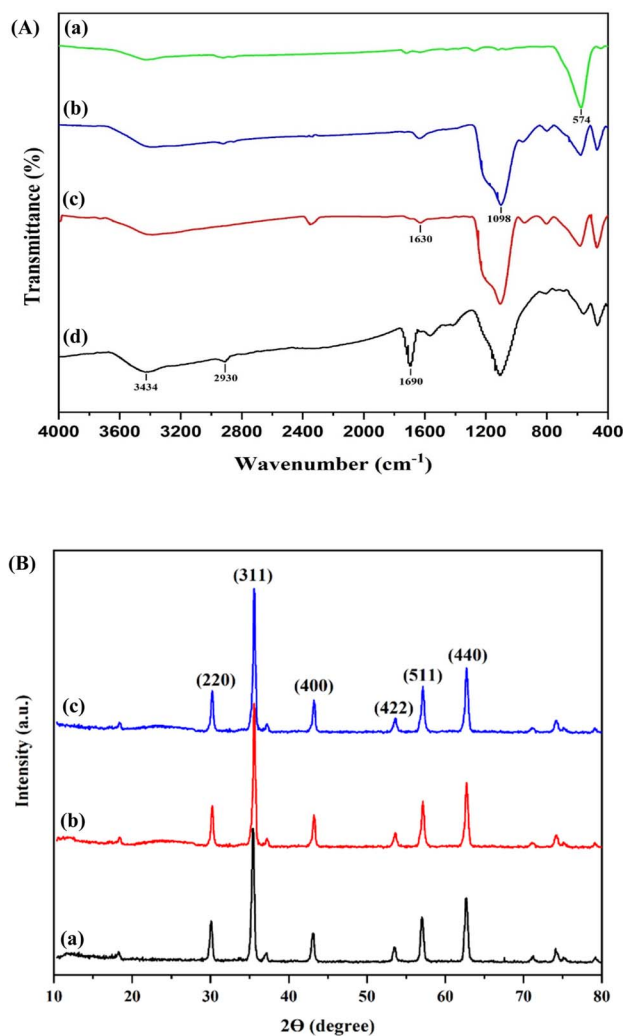 (A)
(a)
574
(b)
1098
(c)
1630
(d)
3434
2930
1690
Transmittance (%)
4000 3600 3200 2800 2400 2000 1600 1200 800 400
Wavenumber (cm⁻¹)
(B)
(311)
(220)
(400)
(422)
(511)
(440)
(c)
(b)
(a)
Intensity (a.u.)
10 20 30 40 50 60 70 80
2Ɵ (degree)